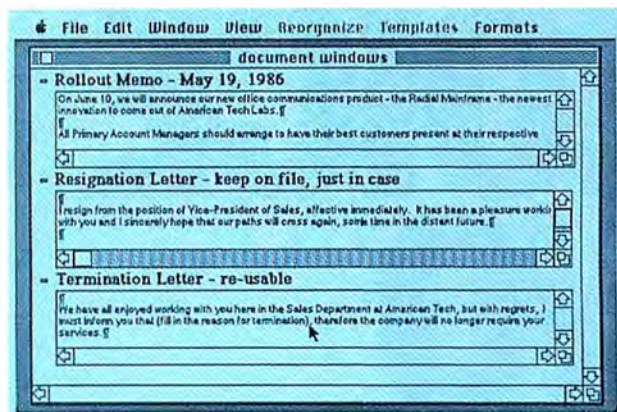 File Edit Window View Reorganize Templates Formats
document windows
Rollout Memo - May 19, 1986
On June 10, we will announce our new office communications product - the Radial Mainframe - the newest
innovation to come out of American Tech Labs.¶
¶
All Primary Account Managers should arrange to have their best customers present at their respective
Resignation Letter - keep on file, just in case
¶
I resign from the position of Vice-President of Sales, effective immediately. It has been a pleasure workin
with you and I sincerely hope that our paths will cross again, some time in the distant future.¶
¶
Termination Letter - re-usable
¶
We have all enjoyed working with you here in the Sales Department at American Tech, but with regrets, I
must inform you that (fill in the reason for termination), therefore the company will no longer require your
services.¶